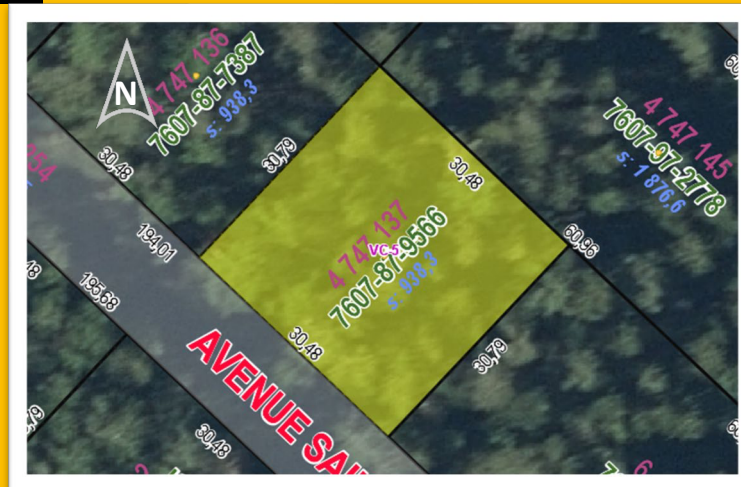 N
4 747 136
7607-87-7387
s: 938,3
4 747 145
7607-97-2778
s: 1 876,6
30,48
30,79
30,48
354
194,01
4 747 137
VC 5
7607-87-9566
s: 938,3
60,96
195,68
30,48
30,79
AVENUE SAI
30,48